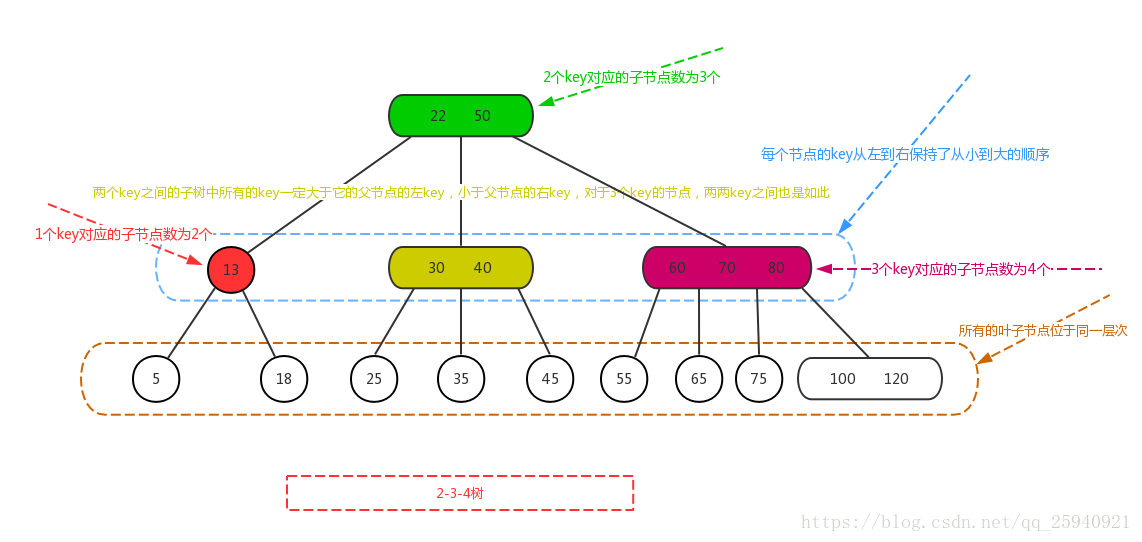 2个key对应的子节点数为3个
22 50
每个节点的key从左到右保持了从小到大的顺序
两个key之间的子树中所有的key一定大于它的父节点的左key，小于父节点的右key，对于3个key的节点，两两key之间也是如此
1个key对应的子节点数为2个
13
30 40
60 70 80
3个key对应的子节点数为4个
所有的叶子节点位于同一层次
5
18
25
35
45
55
65
75
100 120
2-3-4树
https://blog.csdn.net/qq_25940921